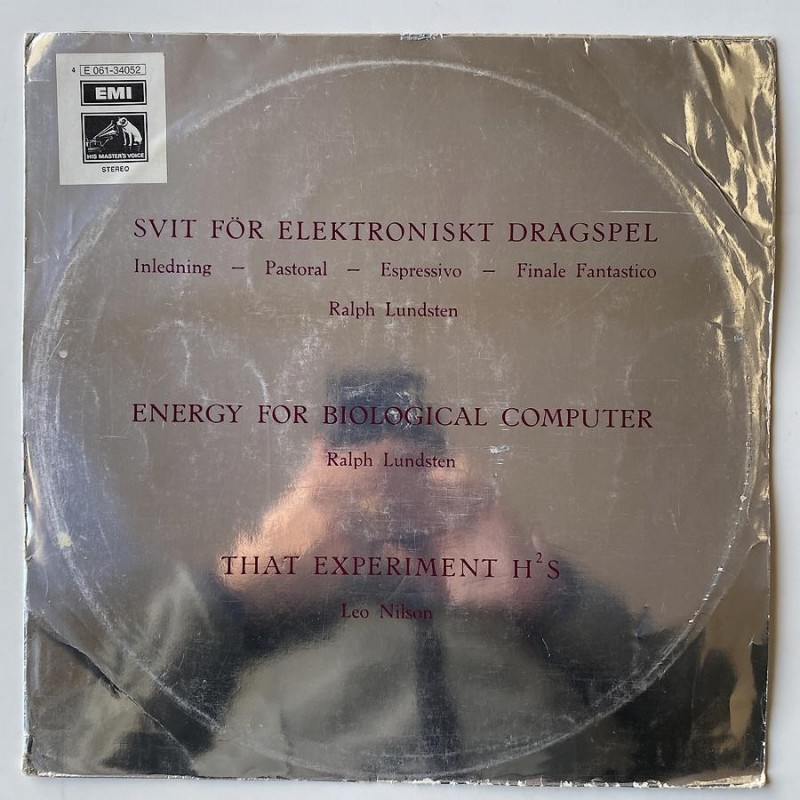 4 E 061-34052
EMI
HIS MASTER'S VOICE
STEREO
SVIT FÖR ELEKTRONISKT DRAGSPEL
Inledning — Pastoral — Espressivo — Finale Fantastico
Ralph Lundsten
ENERGY FOR BIOLOGICAL COMPUTER
Ralph Lundsten
THAT EXPERIMENT H²S
Leo Nilson